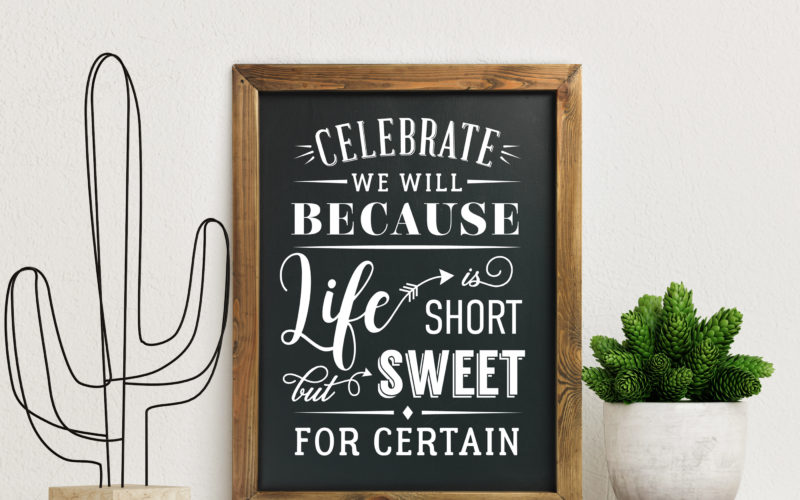 CELEBRATE
WE WILL
BECAUSE
Life is
SHORT
but SWEET
FOR CERTAIN